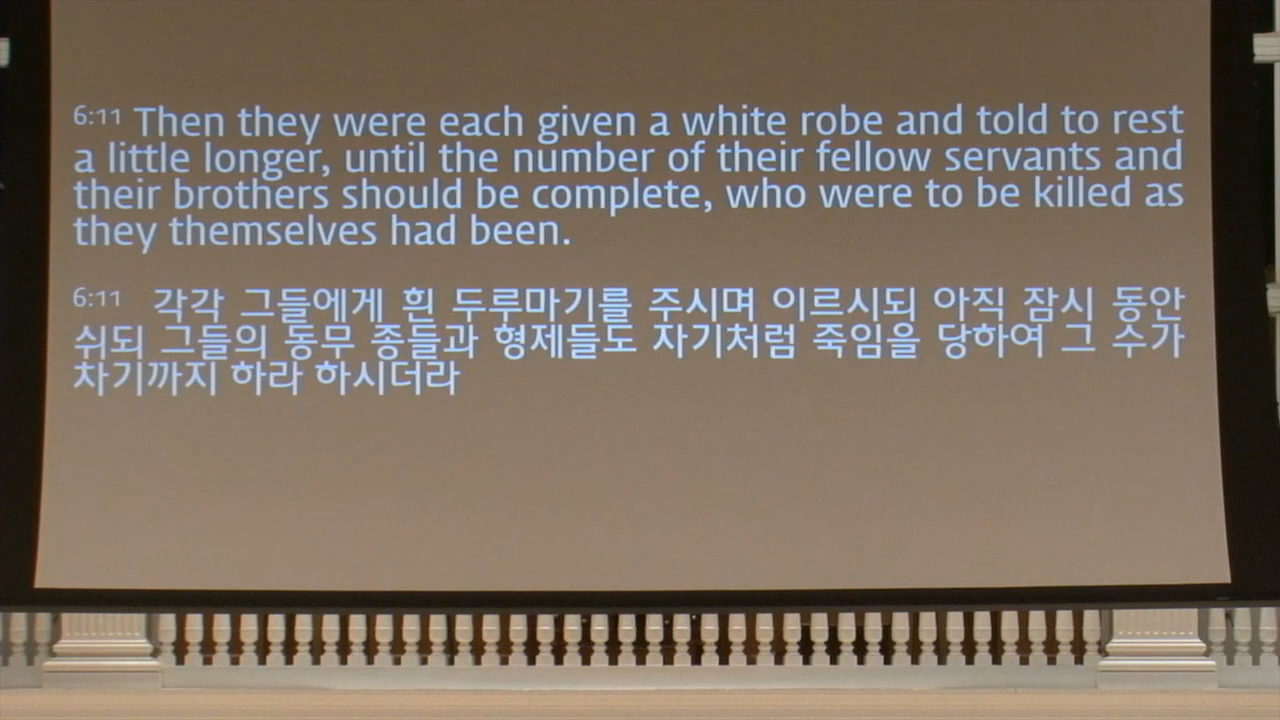 6:11 Then they were each given a white robe and told to rest
a little longer, until the number of their fellow servants and
their brothers should be complete, who were to be killed as
they themselves had been.
6:11 각각 그들에게 흰 두루마기를 주시며 이르시되 아직 잠시 동안
쉬되 그들의 동무 종들과 형제들도 자기처럼 죽임을 당하여 그 수가
차기까지 하라 하시더라